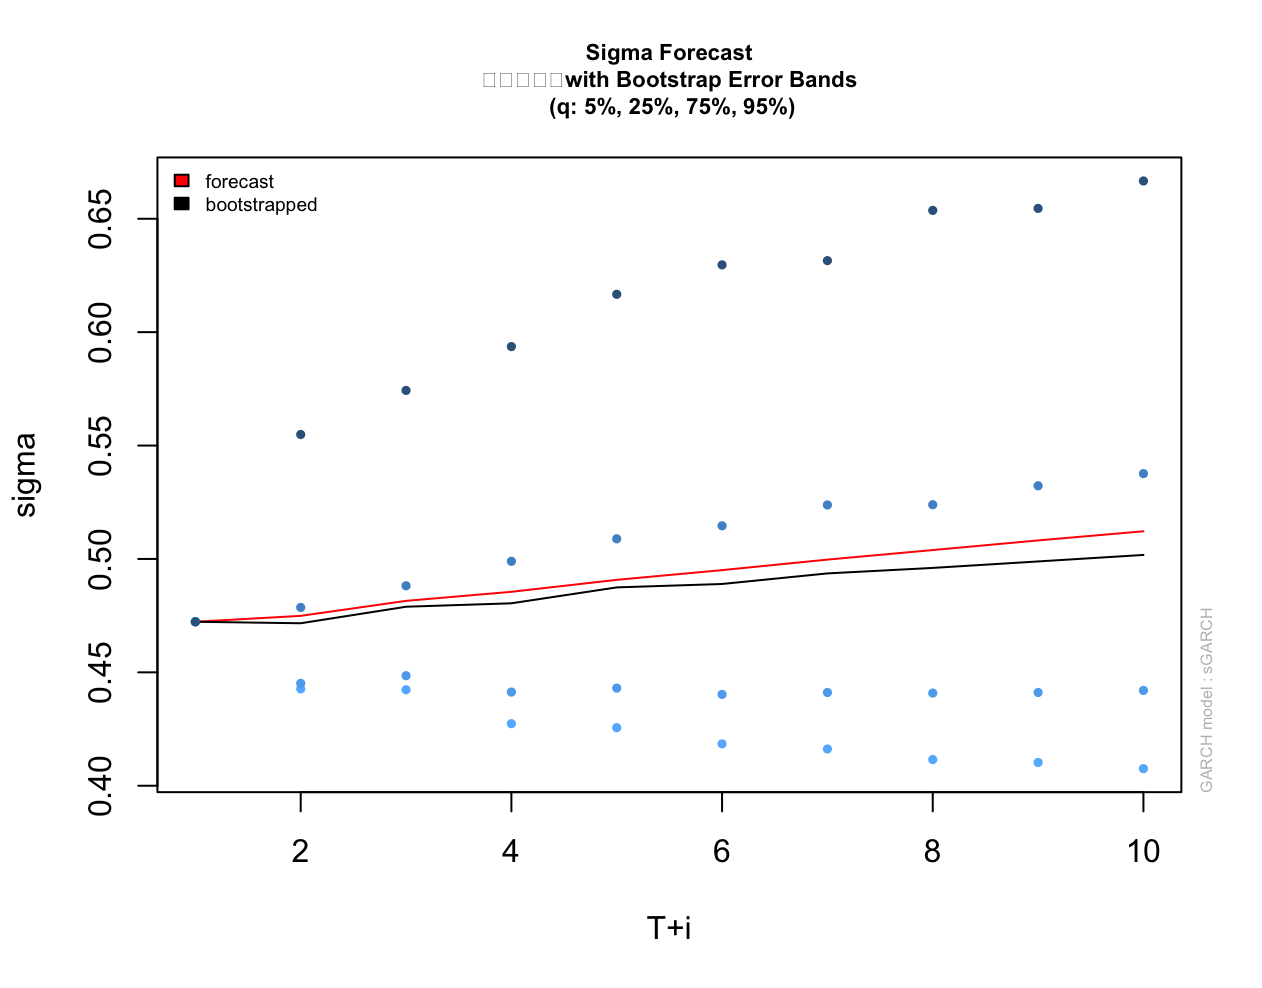 Sigma Forecast
with Bootstrap Error Bands
(q: 5%, 25%, 75%, 95%)
forecast
bootstrapped
0.65
0.60
0.55
0.50
0.45
0.40
sigma
2 4 6 8 10
T+i
GARCH model : sGARCH